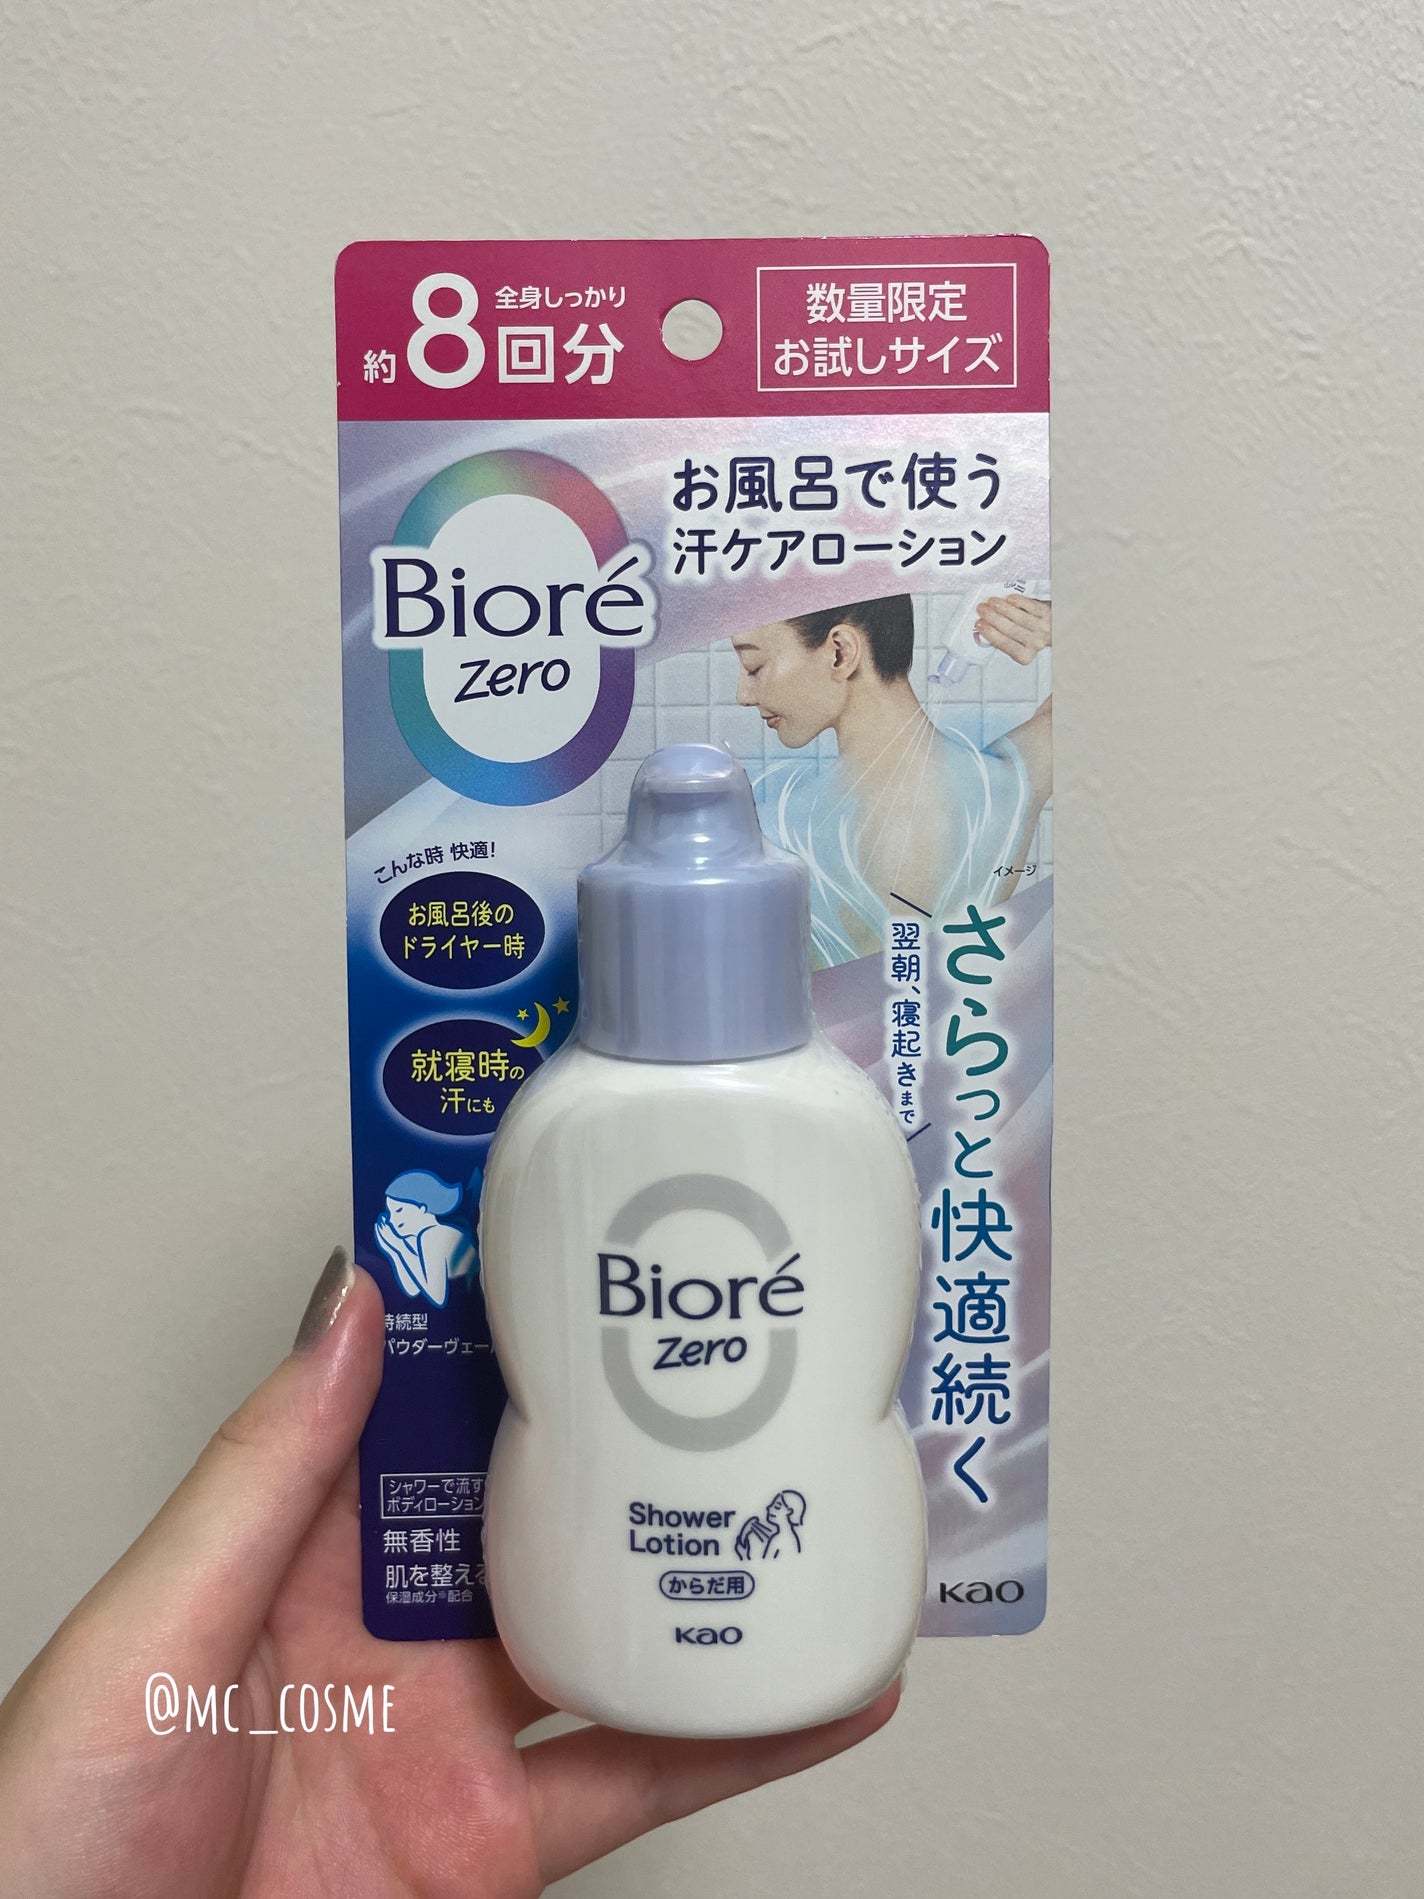 約8回分
全身しっかり
数量限定
お試しサイズ
お風呂で使う
汗ケアローション
Bioré
zero
こんな時 快適!
お風呂後の
ドライヤー時
就寝時の
汗にも
イメージ
翌朝、寝起きまで
さらっと快適続く
持続型
パウダーヴェール
シャワーで流す
ボディローション
無香性
肌を整える
保湿成分※配合
Bioré
zero
Shower
Lotion
からだ用
Kao
Kao
@MC_COSME